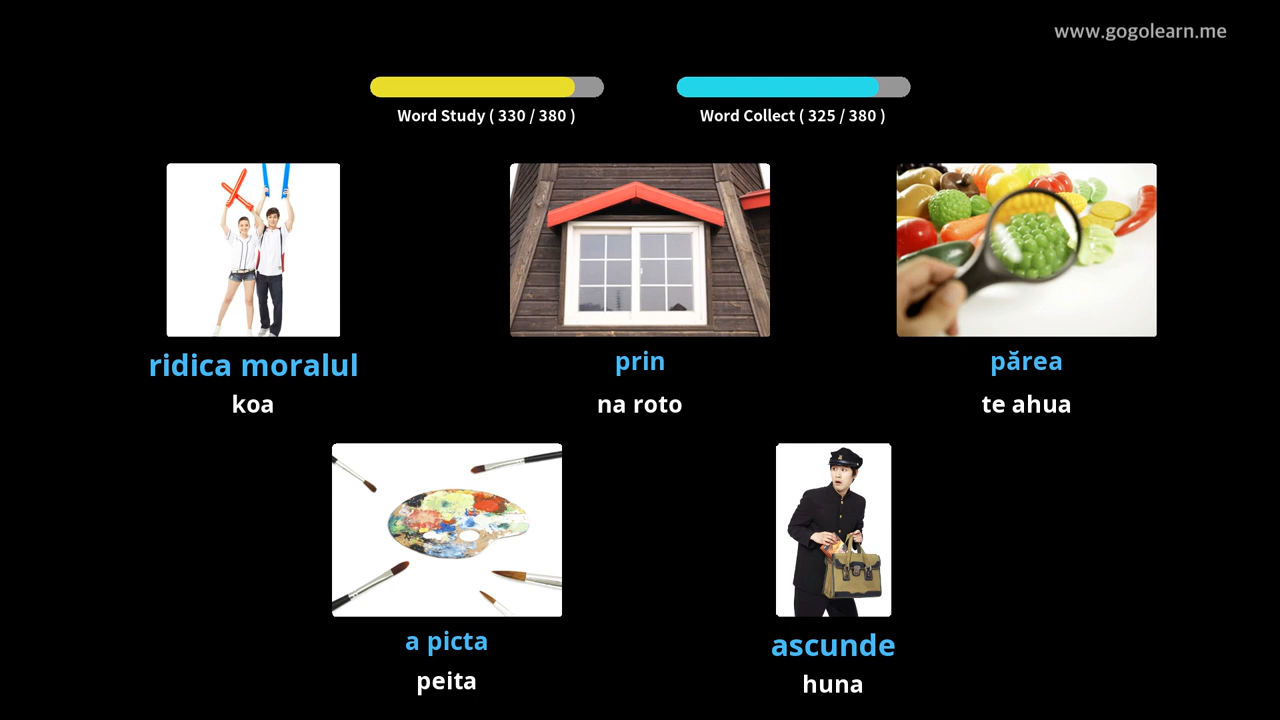 www.gogolearn.me
Word Study ( 330 / 380 )
Word Collect ( 325 / 380 )
ridica moralul
koa
prin
na roto
părea
te ahua
a picta
peita
ascunde
huna